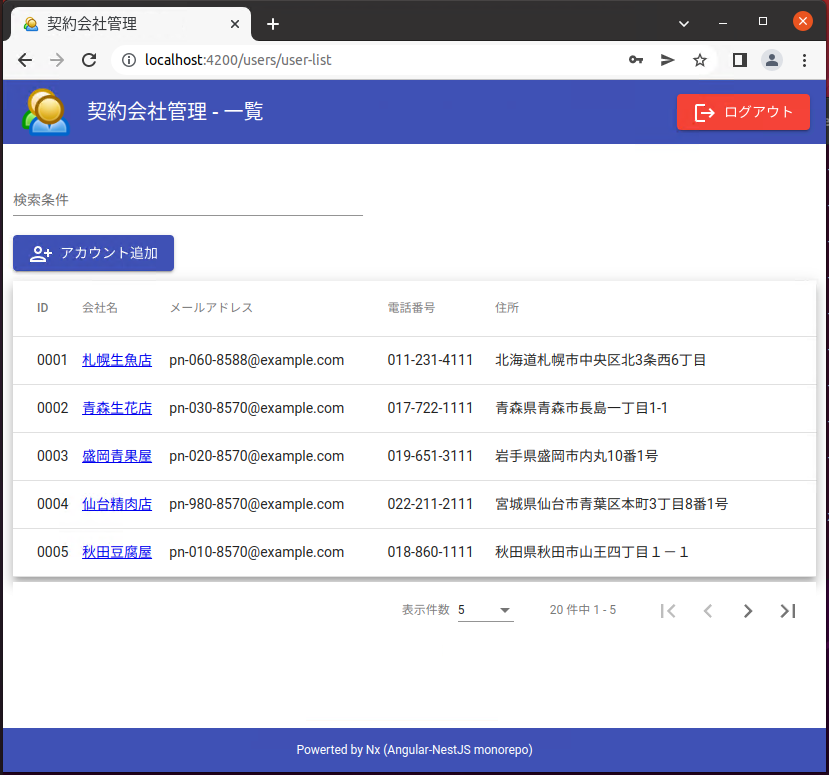 契約会社管理
localhost:4200/users/user-list
契約会社管理 - 一覧
ログアウト
検索条件
アカウント追加
ID 会社名 メールアドレス 電話番号 住所
0001 札幌生魚店 pn-060-8588@example.com 011-231-4111 北海道札幌市中央区北3条西6丁目
0002 青森生花店 pn-030-8570@example.com 017-722-1111 青森県青森市長島一丁目1-1
0003 盛岡青果屋 pn-020-8570@example.com 019-651-3111 岩手県盛岡市内丸10番1号
0004 仙台精肉店 pn-980-8570@example.com 022-211-2111 宮城県仙台市青葉区本町3丁目8番1号
0005 秋田豆腐屋 pn-010-8570@example.com 018-860-1111 秋田県秋田市山王四丁目１－１
表示件数 5 20 件中 1 - 5
Powerted by Nx (Angular-NestJS monorepo)